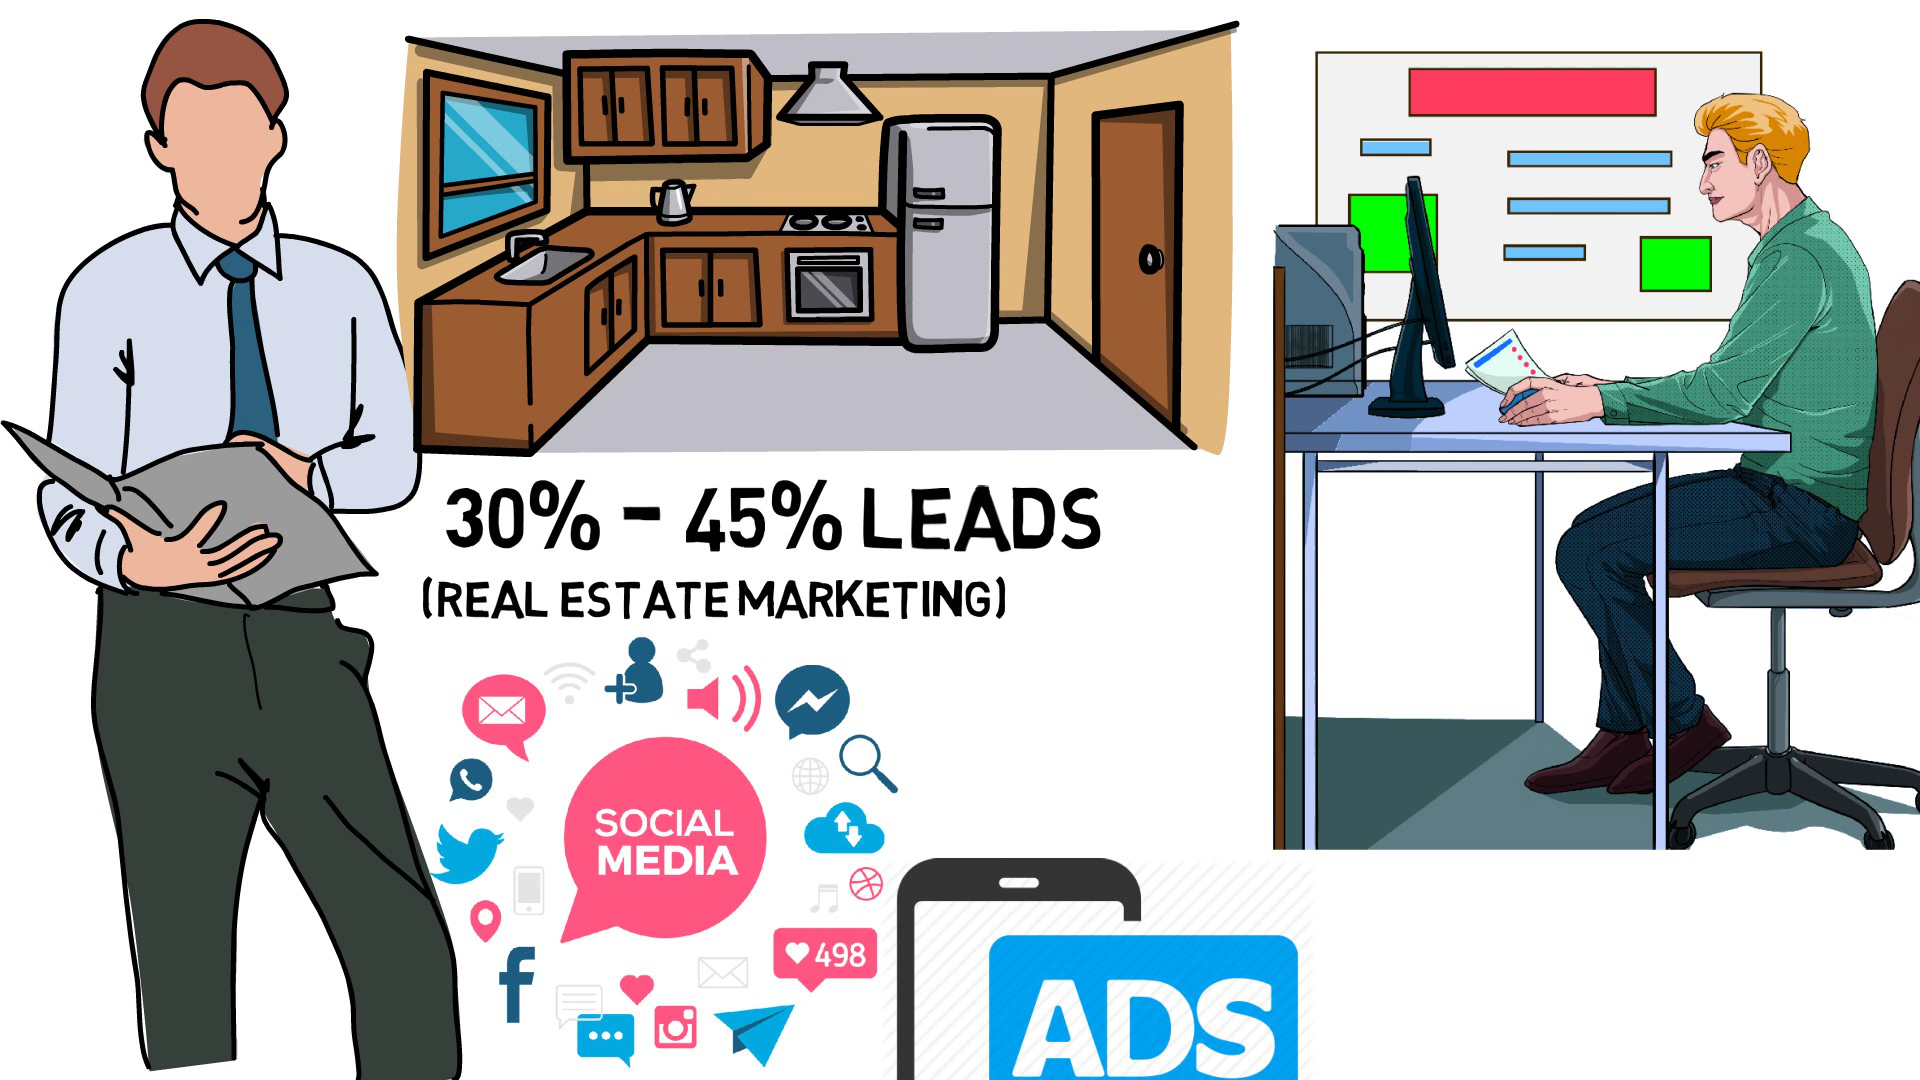 30% - 45% LEADS
(REAL ESTATE MARKETING)
SOCIAL
MEDIA
498
ADS